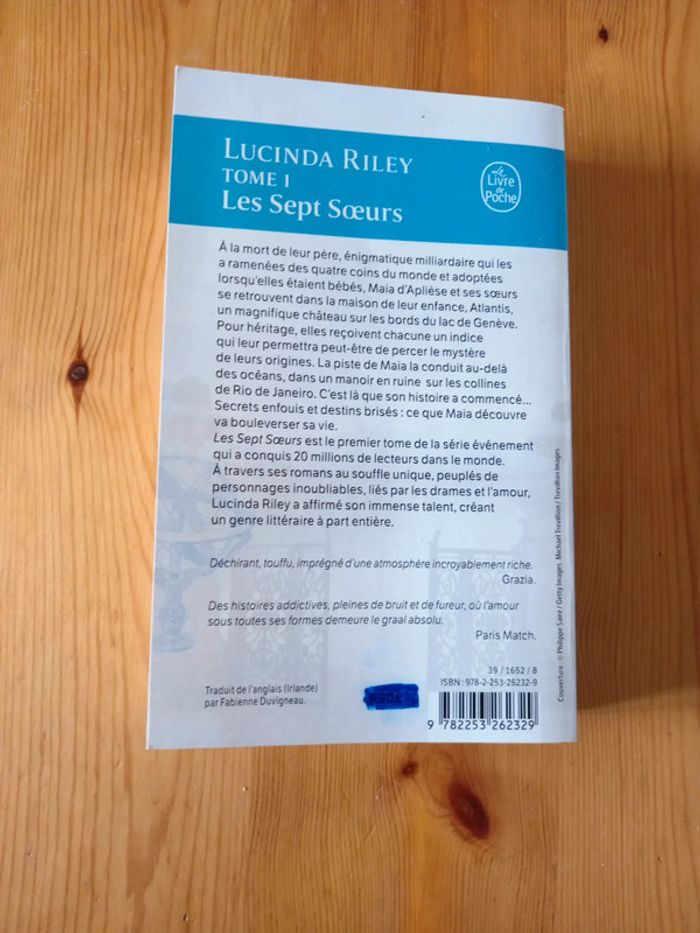 LUCINDA RILEY
TOME 1
Les Sept Sœurs
Le
Livre
de
Poche
À la mort de leur père, énigmatique milliardaire qui les
a ramenées des quatre coins du monde et adoptées
lorsqu'elles étaient bébés, Maia d'Aplièse et ses sœurs
se retrouvent dans la maison de leur enfance, Atlantis,
un magnifique château sur les bords du lac de Genève.
Pour héritage, elles reçoivent chacune un indice
qui leur permettra peut-être de percer le mystère
de leurs origines. La piste de Maia la conduit au-delà
des océans, dans un manoir en ruine sur les collines
de Rio de Janeiro. C'est là que son histoire a commencé...
Secrets enfouis et destins brisés : ce que Maia découvre
va bouleverser sa vie.
Les Sept Sœurs est le premier tome de la série événement
qui a conquis 20 millions de lecteurs dans le monde.
À travers ses romans au souffle unique, peuplés de
personnages inoubliables, liés par les drames et l'amour,
Lucinda Riley a affirmé son immense talent, créant
un genre littéraire à part entière.
Déchirant, touffu, imprégné d'une atmosphère incroyablement riche.
Grazia.
Des histoires addictives, pleines de bruit et de fureur, où l'amour
sous toutes ses formes demeure le graal absolu.
Paris Match.
Traduit de l'anglais (Irlande)
par Fabienne Duvigneau.
39 / 1652 / 8
ISBN : 978-2-253-26232-9
9 782253 262329
Couverture : © Philippe Saire / Getty Images. Michael Trevillion / Trevillion Images.